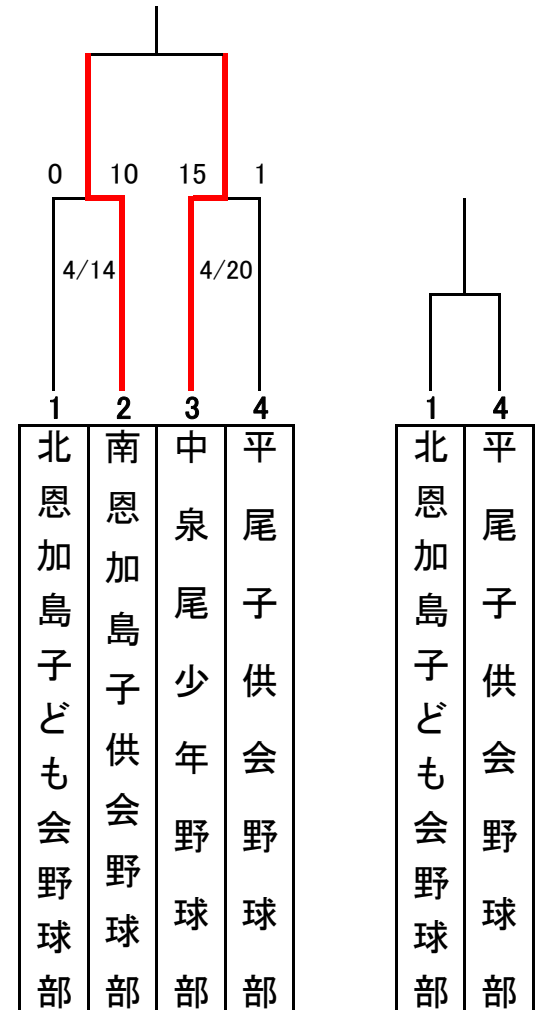 0 10 15 1
4/14 4/20
1 2 3 4
北恩加島子ども会野球部
南恩加島子供会野球部
中泉尾少年野球部
平尾子供会野球部
1 4
北恩加島子ども会野球部
平尾子供会野球部